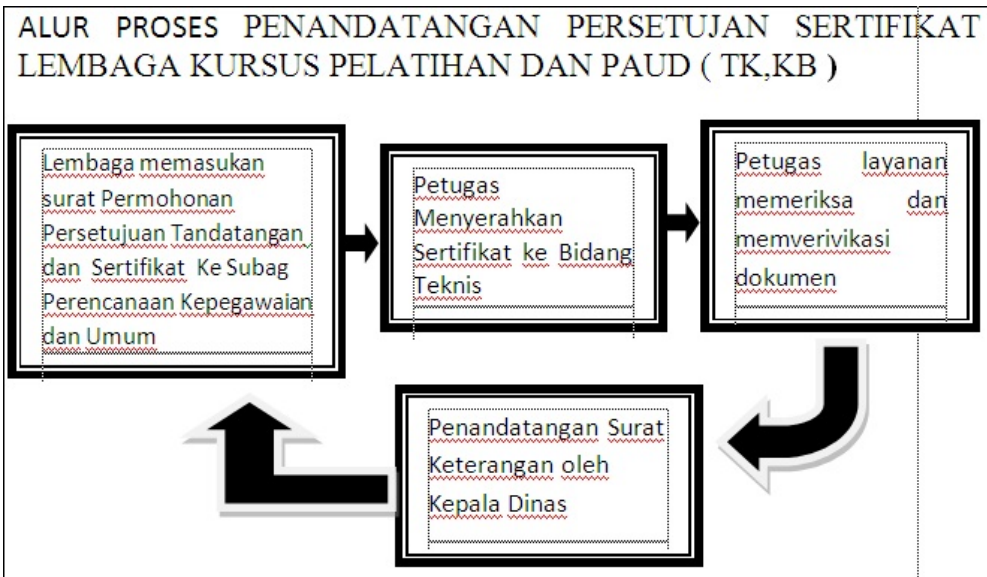 ALUR PROSES PENANDATANGAN PERSETUJAN SERTIFIKAT
LEMBAGA KURSUS PELATIHAN DAN PAUD ( TK,KB )
Lembaga memasukan
surat Permohonan
Persetujuan Tandatangan
dan Sertifikat Ke Subag
Perencanaan Kepegawaian
dan Umum
Petugas
Menyerahkan
Sertifikat ke Bidang
Teknis
Petugas layanan
memeriksa dan
memverivikasi
dokumen
Penandatangan Surat
Keterangan oleh
Kepala Dinas